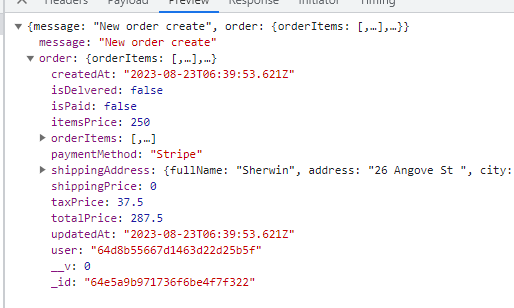 Headers Payload Preview Response Initiator Timing
{message: "New order create", order: {orderItems: [,…],…}}
message: "New order create"
order: {orderItems: [,…],…}
createdAt: "2023-08-23T06:39:53.621Z"
isDelvered: false
isPaid: false
itemsPrice: 250
orderItems: [,…]
paymentMethod: "Stripe"
shippingAddress: {fullName: "Sherwin", address: "26 Angove St ", city:
shippingPrice: 0
taxPrice: 37.5
totalPrice: 287.5
updatedAt: "2023-08-23T06:39:53.621Z"
user: "64d8b55667d1463d22d25b5f"
__v: 0
_id: "64e5a9b971736f6be4f7f322"